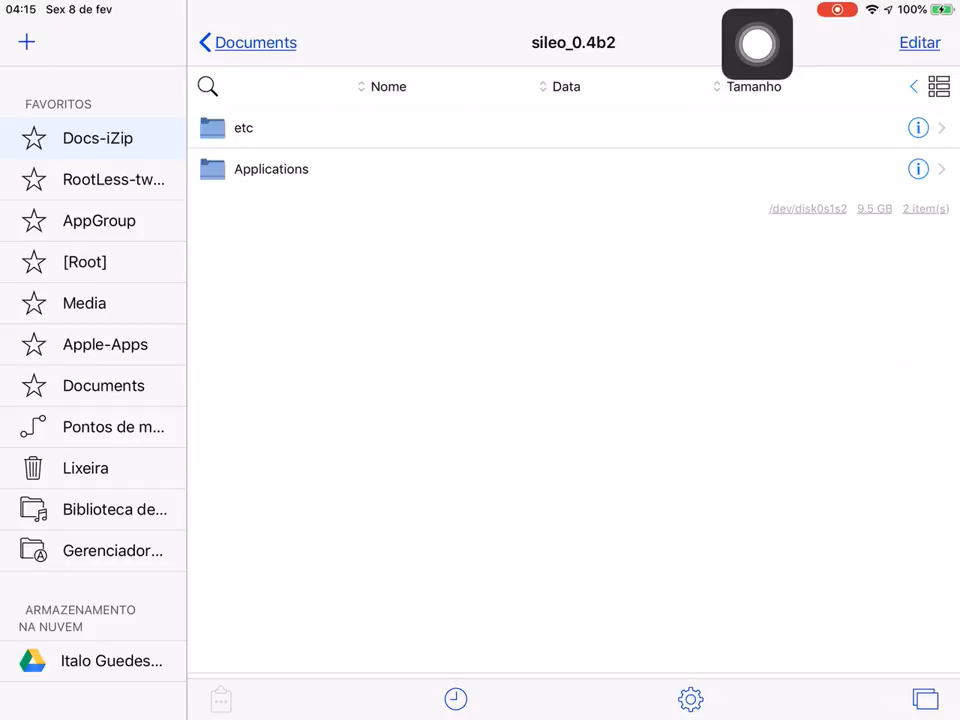 04:15 Sex 8 de fev
100%
Documents
sileo_0.4b2
Editar
Nome
Data
Tamanho
FAVORITOS
Docs-iZip
RootLess-tw...
AppGroup
[Root]
Media
Apple-Apps
Documents
Pontos de m...
Lixeira
Biblioteca de...
Gerenciador...
ARMAZENAMENTO
NA NUVEM
Italo Guedes...
etc
Applications
/dev/disk0s1s2 9.5 GB 2 item(s)